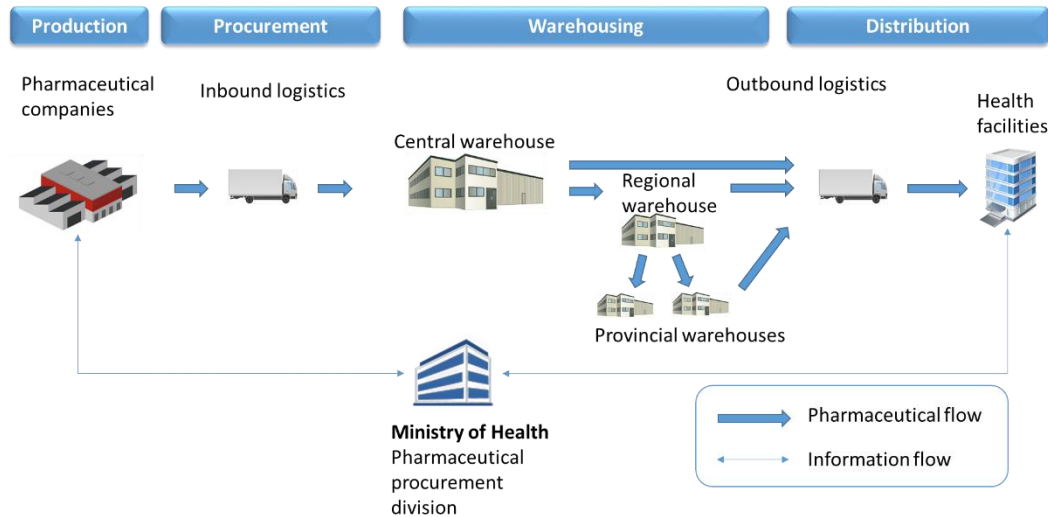 Production
Procurement
Warehousing
Distribution
Pharmaceutical
companies
Inbound logistics
Outbound logistics
Health
facilities
Central warehouse
Regional
warehouse
Provincial warehouses
Ministry of Health
Pharmaceutical
procurement
division
Pharmaceutical flow
Information flow